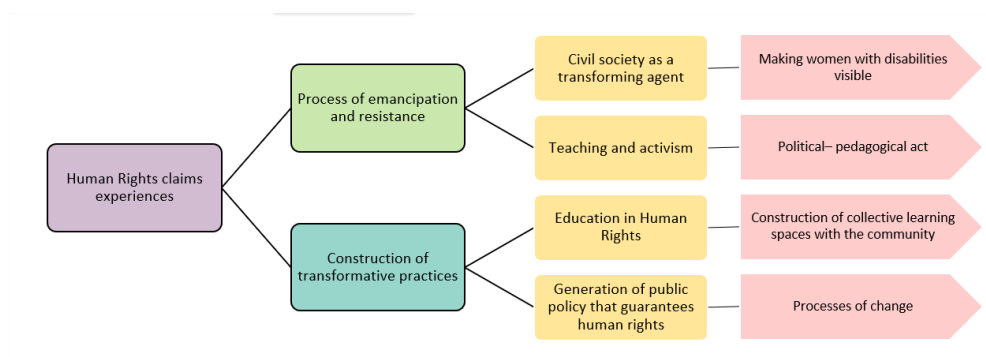 Human Rights claims
experiences
Process of emancipation
and resistance
Construction of
transformative practices
Civil society as a
transforming agent
Teaching and activism
Education in Human
Rights
Generation of public
policy that guarantees
human rights
Making women with disabilities
visible
Political– pedagogical act
Construction of collective learning
spaces with the community
Processes of change